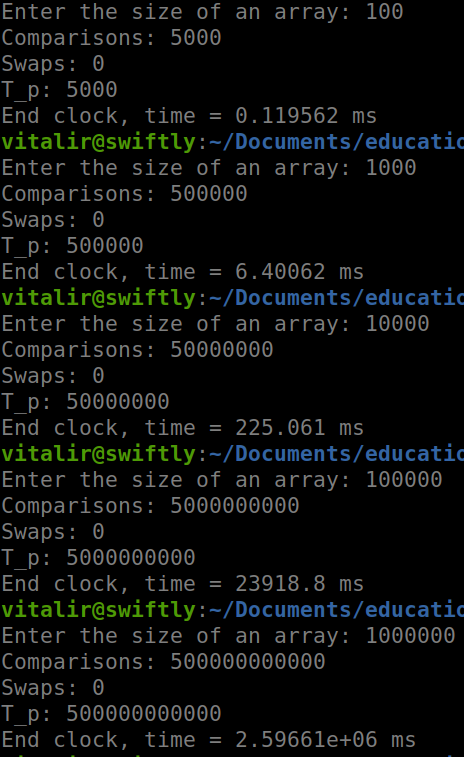 Enter the size of an array: 100
Comparisons: 5000
Swaps: 0
T_p: 5000
End clock, time = 0.119562 ms
vitalir@swiftly:~/Documents/educatio
Enter the size of an array: 1000
Comparisons: 500000
Swaps: 0
T_p: 500000
End clock, time = 6.40062 ms
vitalir@swiftly:~/Documents/educatio
Enter the size of an array: 10000
Comparisons: 50000000
Swaps: 0
T_p: 50000000
End clock, time = 225.061 ms
vitalir@swiftly:~/Documents/educatio
Enter the size of an array: 100000
Comparisons: 5000000000
Swaps: 0
T_p: 5000000000
End clock, time = 23918.8 ms
vitalir@swiftly:~/Documents/educatio
Enter the size of an array: 1000000
Comparisons: 500000000000
Swaps: 0
T_p: 500000000000
End clock, time = 2.59661e+06 ms